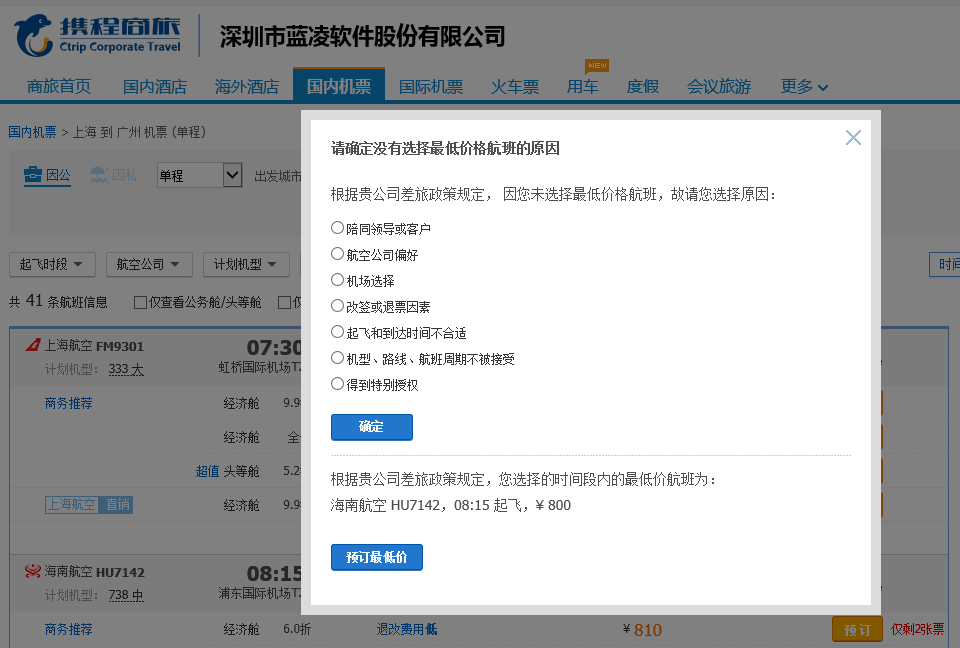 携程商旅
Ctrip Corporate Travel
深圳市蓝凌软件股份有限公司
NEW
商旅首页 国内酒店 海外酒店 国内机票 国际机票 火车票 用车 度假 会议旅游 更多
国内机票 > 上海 到 广州 机票 (单程)
因公 因私 单程 出发城市
起飞时段 航空公司 计划机型 时间
共 41 条航班信息 仅查看公务舱/头等舱 仅
请确定没有选择最低价格航班的原因
根据贵公司差旅政策规定， 因您未选择最低价格航班，故请您选择原因：
陪同领导或客户
航空公司偏好
机场选择
改签或退票因素
起飞和到达时间不合适
机型、路线、航班周期不被接受
得到特别授权
确定
根据贵公司差旅政策规定，您选择的时间段内的最低价航班为：
海南航空 HU7142，08:15 起飞，¥ 800
预订最低价
上海航空 FM9301 07:30
计划机型： 333 大 虹桥国际机场T2
商务推荐 经济舱 9.9
经济舱 全
超值 头等舱 5.2
上海航空 直销 经济舱 9.9
海南航空 HU7142 08:15
计划机型： 738 中 浦东国际机场T2
商务推荐 经济舱 6.0折 退改费用低 ¥ 810 预订 仅剩2张票